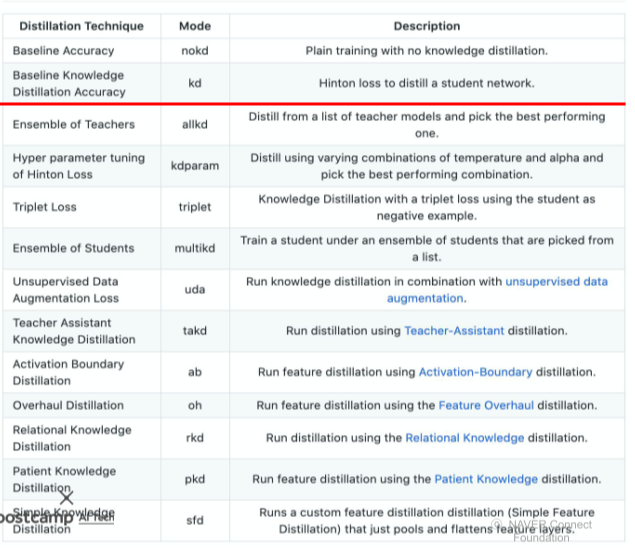 Distillation Technique Mode Description
Baseline Accuracy nokd Plain training with no knowledge distillation.
Baseline Knowledge
Distillation Accuracy kd Hinton loss to distill a student network.
Ensemble of Teachers allkd Distill from a list of teacher models and pick the best performing
one.
Hyper parameter tuning
of Hinton Loss kdparam Distill using varying combinations of temperature and alpha and
pick the best performing combination.
Triplet Loss triplet Knowledge Distillation with a triplet loss using the student as
negative example.
Ensemble of Students multikd Train a student under an ensemble of students that are picked from
a list.
Unsupervised Data
Augmentation Loss uda Run knowledge distillation in combination with unsupervised data
augmentation.
Teacher Assistant
Knowledge Distillation takd Run distillation using Teacher-Assistant distillation.
Activation Boundary
Distillation ab Run feature distillation using Activation-Boundary distillation.
Overhaul Distillation oh Run feature distillation using the Feature Overhaul distillation.
Relational Knowledge
Distillation rkd Run distillation using the Relational Knowledge distillation.
Patient Knowledge
Distillation pkd Run feature distillation using the Patient Knowledge distillation.
Simple Knowledge
Distillation sfd Runs a custom feature distillation distillation (Simple Feature
Distillation) that just pools and flattens feature layers.
ostcamp AI Tech
© NAVER Connect
Foundation